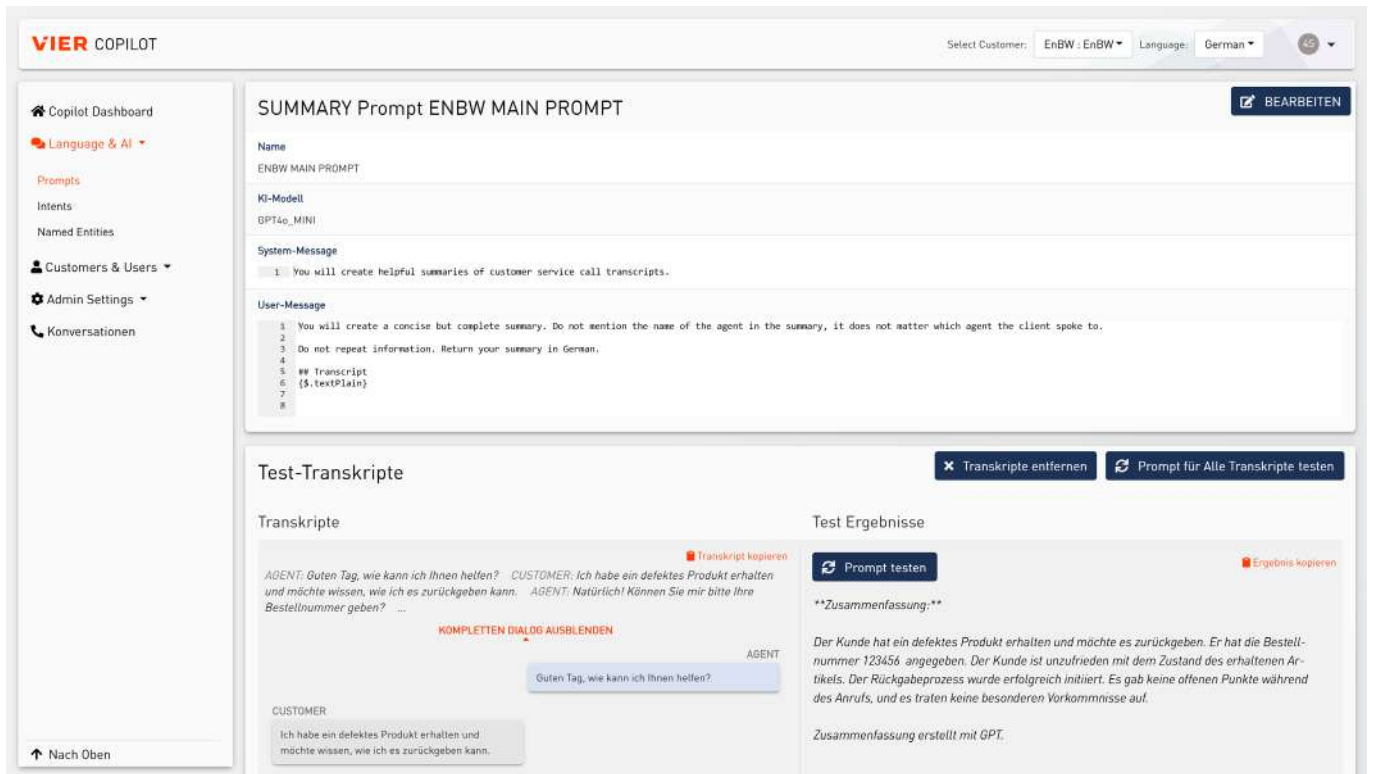 VIER COPILOT
Select Customer: EnBW : EnBW Language: German 4S
Copilot Dashboard
Language & AI
Prompts
Intents
Named Entities
Customers & Users
Admin Settings
Konversationen
Nach Oben
SUMMARY Prompt ENBW MAIN PROMPT
BEARBEITEN
Name
ENBW MAIN PROMPT
KI-Modell
GPT4o_MINI
System-Message
1 You will create helpful summaries of customer service call transcripts.
User-Message
1 You will create a concise but complete summary. Do not mention the name of the agent in the summary, it does not matter which agent the client spoke to.
2
3 Do not repeat information. Return your summary in German.
4
5 ## Transcript
6 {$.textPlain}
7
8
Test-Transkripte
Transkripte entfernen
Prompt für Alle Transkripte testen
Transkripte
Transkript kopieren
AGENT: Guten Tag, wie kann ich Ihnen helfen? CUSTOMER: Ich habe ein defektes Produkt erhalten
und möchte wissen, wie ich es zurückgeben kann. AGENT: Natürlich! Können Sie mir bitte Ihre
Bestellnummer geben? ...
KOMPLETTEN DIALOG AUSBLENDEN
AGENT
Guten Tag, wie kann ich Ihnen helfen?
CUSTOMER
Ich habe ein defektes Produkt erhalten und
möchte wissen, wie ich es zurückgeben kann.
Test Ergebnisse
Prompt testen
Ergebnis kopieren
**Zusammenfassung:**
Der Kunde hat ein defektes Produkt erhalten und möchte es zurückgeben. Er hat die Bestell-
nummer 123456 angegeben. Der Kunde ist unzufrieden mit dem Zustand des erhaltenen Ar-
tikels. Der Rückgabeprozess wurde erfolgreich initiiert. Es gab keine offenen Punkte während
des Anrufs, und es traten keine besonderen Vorkommnisse auf.
Zusammenfassung erstellt mit GPT.